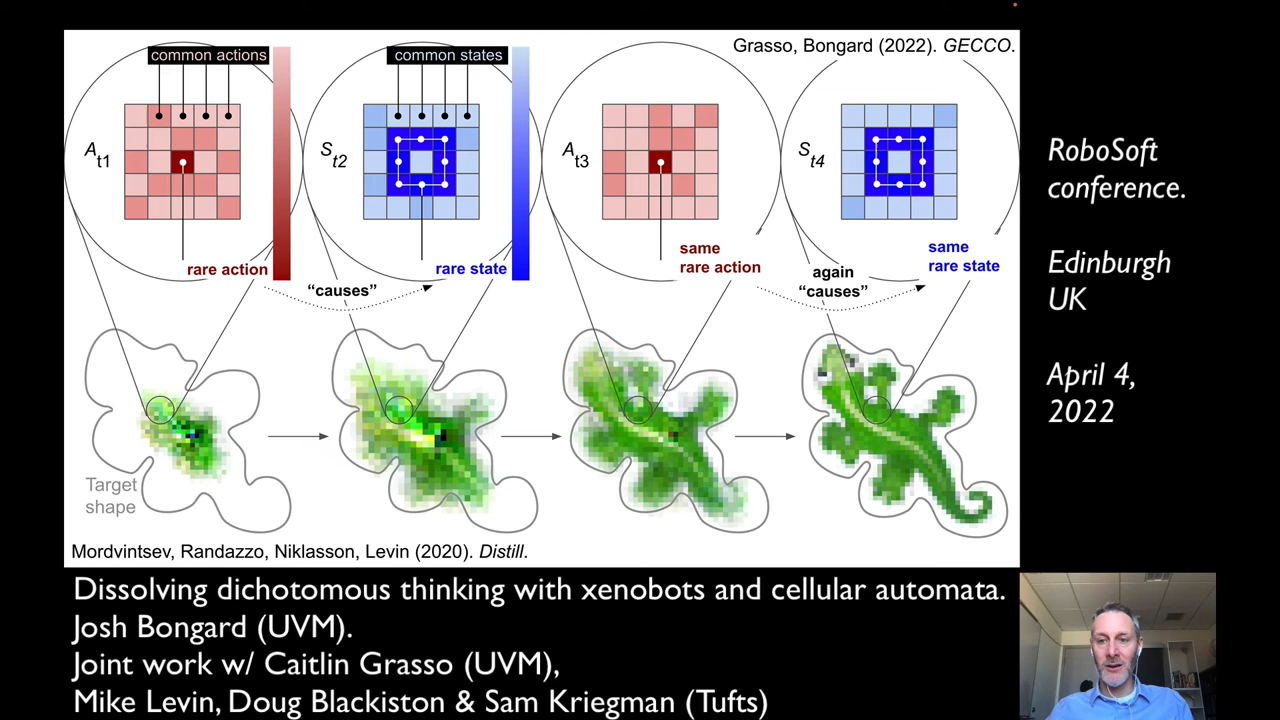 Grasso, Bongard (2022). GECCO.
common actions
common states
At1
St2
At3
St4
rare action
rare state
same
rare action
same
rare state
"causes"
again
"causes"
Target
shape
Mordvintsev, Randazzo, Niklasson, Levin (2020). Distill.
RoboSoft
conference.
Edinburgh
UK
April 4,
2022
Dissolving dichotomous thinking with xenobots and cellular automata.
Josh Bongard (UVM).
Joint work w/ Caitlin Grasso (UVM),
Mike Levin, Doug Blackiston & Sam Kriegman (Tufts)